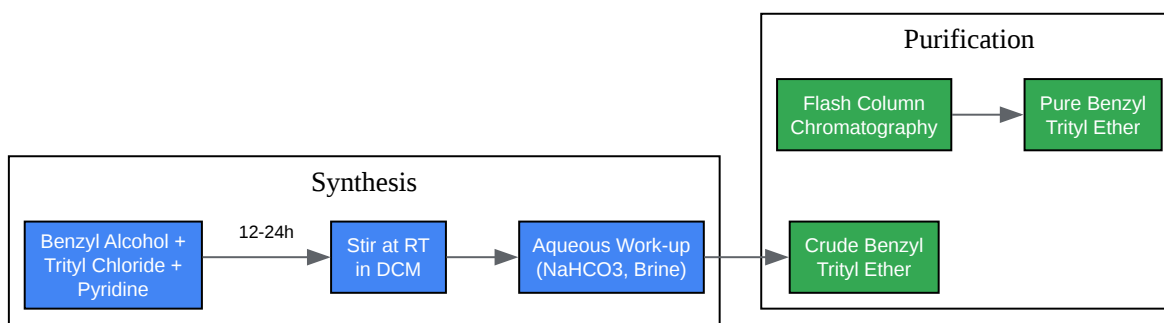 Purification
Flash Column
Chromatography
Pure Benzyl
Trityl Ether
Synthesis
Benzyl Alcohol +
Trityl Chloride +
Pyridine
12-24h
Stir at RT
in DCM
Aqueous Work-up
(NaHCO3, Brine)
Crude Benzyl
Trityl Ether